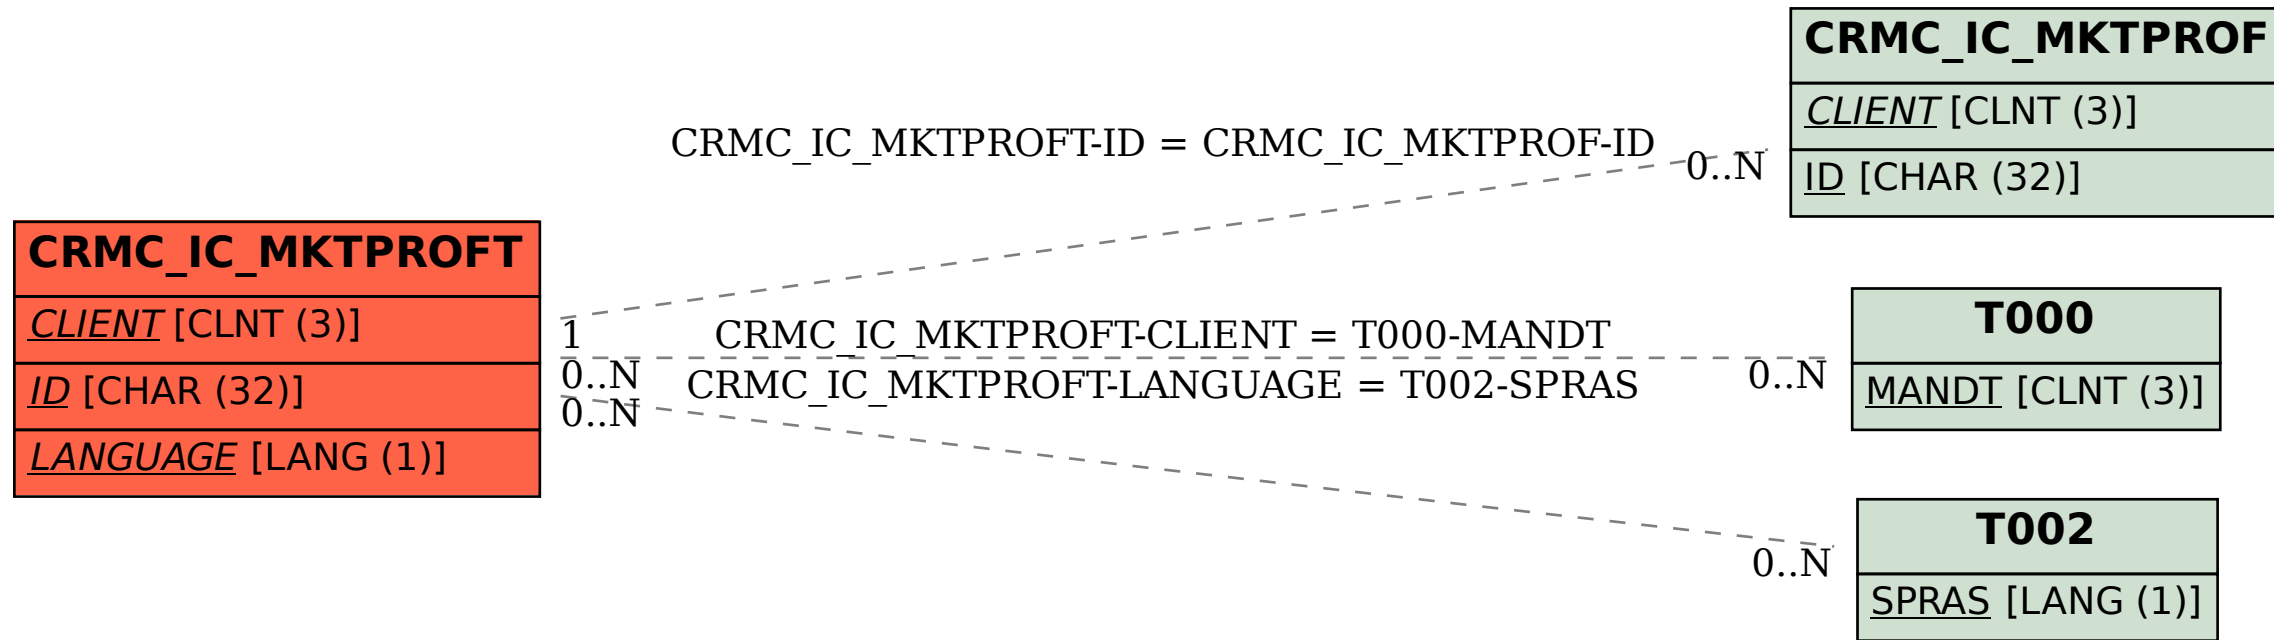 CRMC_IC_MKTPROF
CLIENT [CLNT (3)]
ID [CHAR (32)]
CRMC_IC_MKTPROFT-ID = CRMC_IC_MKTPROF-ID
0..N
CRMC_IC_MKTPROFT
CLIENT [CLNT (3)]
ID [CHAR (32)]
LANGUAGE [LANG (1)]
1
CRMC_IC_MKTPROFT-CLIENT = T000-MANDT
0..N
0..N
CRMC_IC_MKTPROFT-LANGUAGE = T002-SPRAS
0..N
T000
MANDT [CLNT (3)]
0..N
T002
SPRAS [LANG (1)]